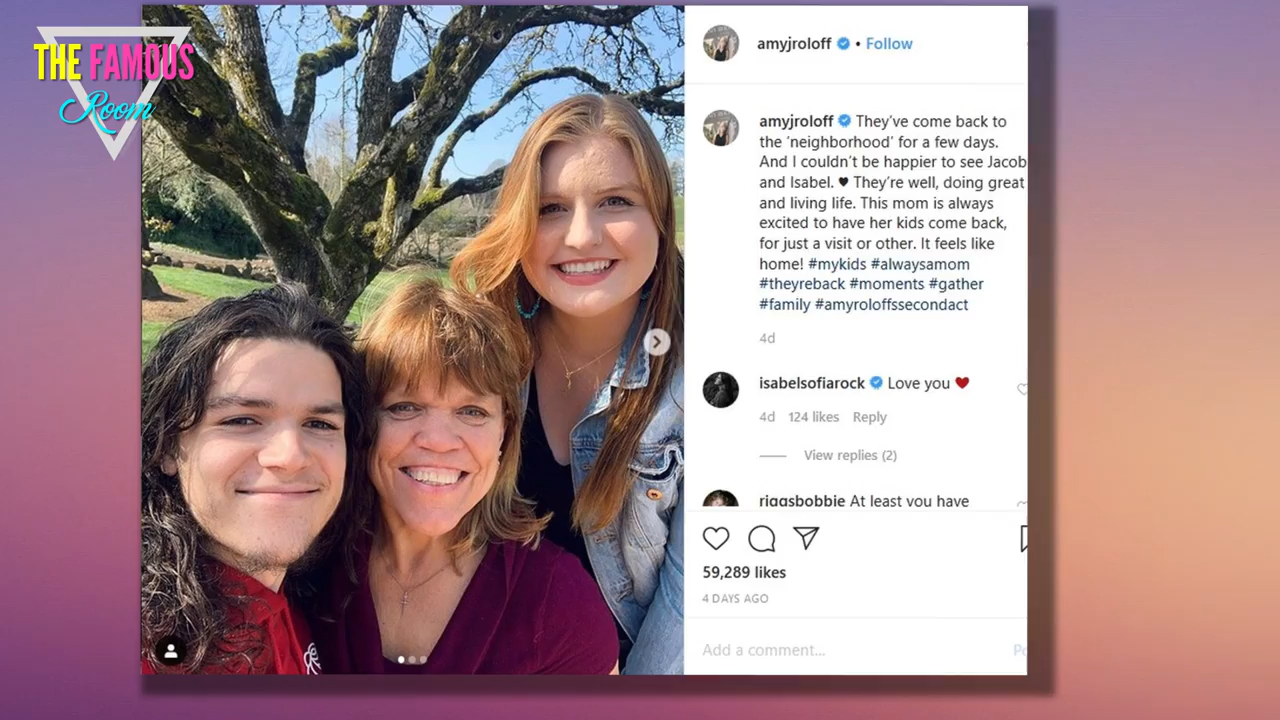 THE FAMOUS
Room
amyjroloff • Follow
amyjroloff They've come back to
the 'neighborhood' for a few days.
And I couldn't be happier to see Jacob
and Isabel. ♥ They're well, doing great
and living life. This mom is always
excited to have her kids come back,
for just a visit or other. It feels like
home! #mykids #alwaysamom
#theyreback #moments #gather
#family #amyroloffssecondact
4d
isabelsofiarock Love you ❤
4d 124 likes Reply
View replies (2)
riggsbobbie At least you have
59,289 likes
4 DAYS AGO
Add a comment...